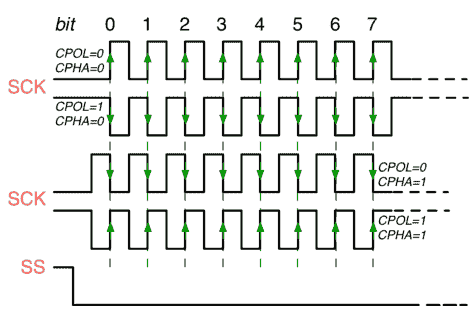 bit 0 1 2 3 4 5 6 7
CPOL=0
CPHA=0
SCK
CPOL=1
CPHA=0
CPOL=0
CPHA=1
SCK
CPOL=1
CPHA=1
SS